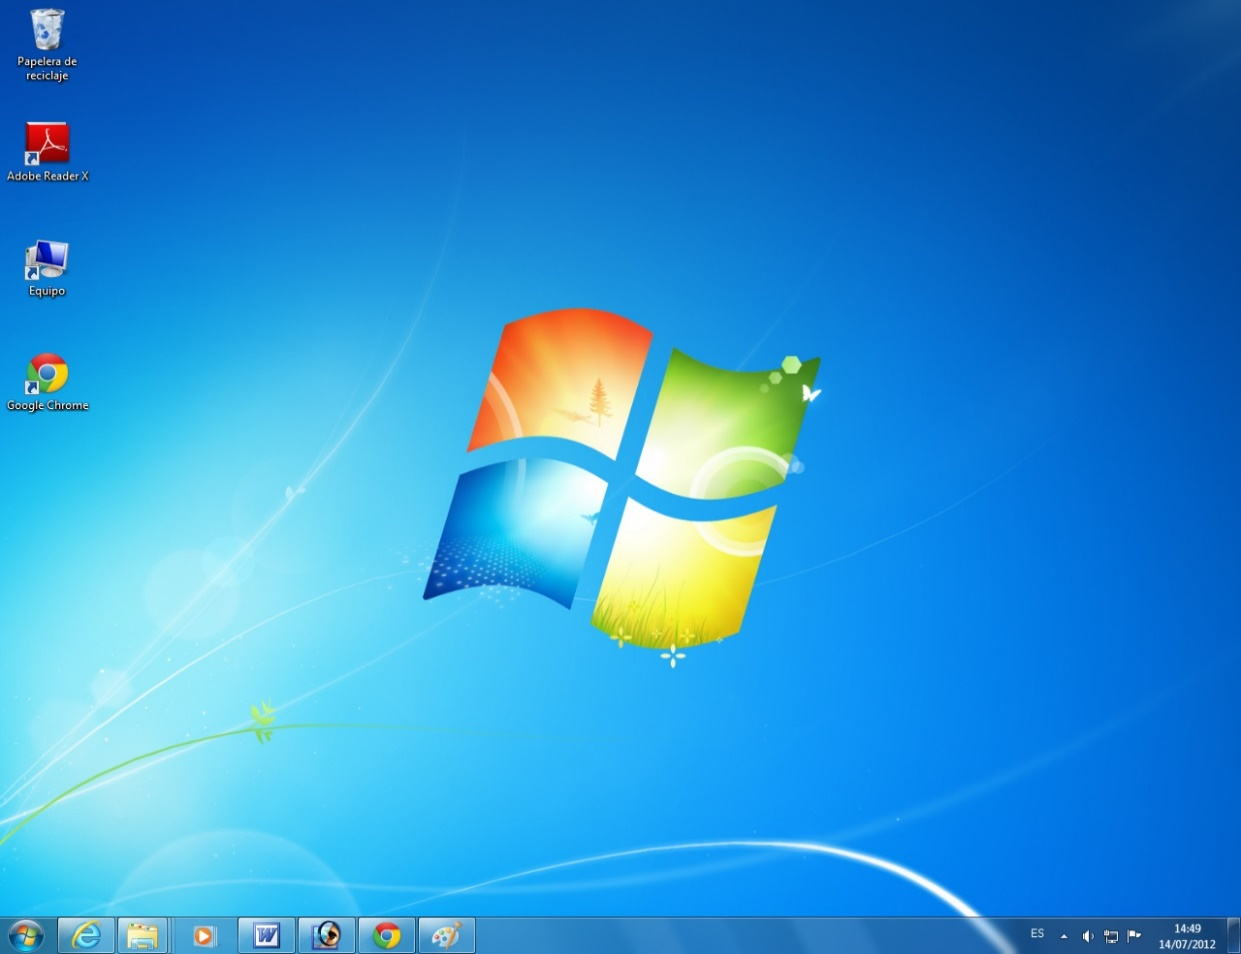 Papelera de
reciclaje
Adobe Reader X
Equipo
Google Chrome
ES
14:49
14/07/2012